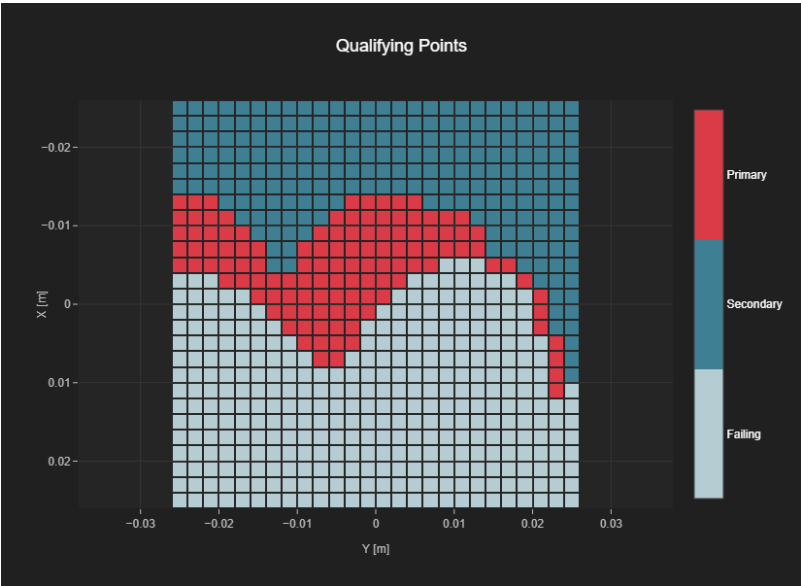 Qualifying Points
−0.02
−0.01
0
0.01
0.02
X [m]
−0.03
−0.02
−0.01
0
0.01
0.02
0.03
Y [m]
Primary
Secondary
Failing